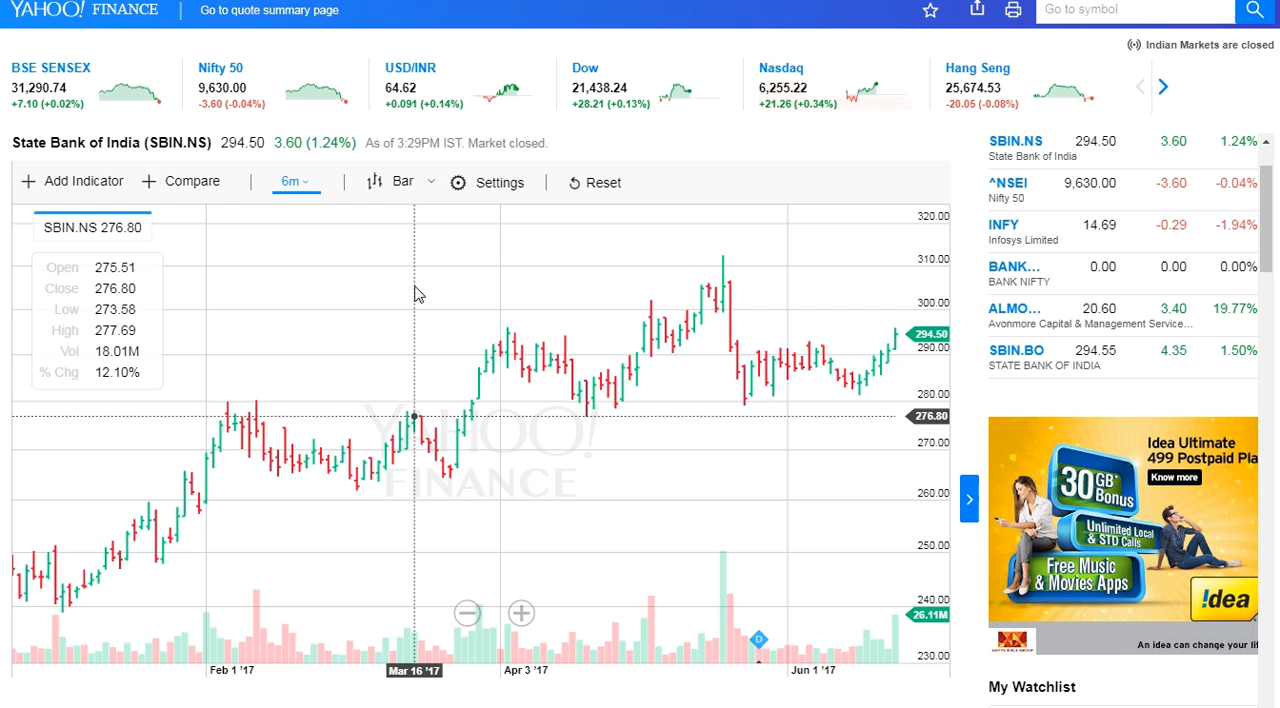 YAHOO! FINANCE Go to quote summary page Go to symbol
Indian Markets are closed
BSE SENSEX Nifty 50 USD/INR Dow Nasdaq Hang Seng
31,290.74 9,630.00 64.62 21,438.24 6,255.22 25,674.53
+7.10 (+0.02%) -3.60 (-0.04%) +0.091 (+0.14%) +28.21 (+0.13%) +21.26 (+0.34%) -20.05 (-0.08%)
State Bank of India (SBIN.NS) 294.50 3.60 (1.24%) As of 3:29PM IST. Market closed.
Add Indicator Compare 6m Bar Settings Reset
SBIN.NS 276.80
Open 275.51
Close 276.80
Low 273.58
High 277.69
Vol 18.01M
% Chg 12.10%
320.00
310.00
300.00
294.50
290.00
280.00
276.80
270.00
260.00
250.00
240.00
26.11M
230.00
YAHOO!
FINANCE
D
Feb 1 '17 Mar 16 '17 Apr 3 '17 Jun 1 '17
SBIN.NS 294.50 3.60 1.24%
State Bank of India
^NSEI 9,630.00 -3.60 -0.04%
Nifty 50
INFY 14.69 -0.29 -1.94%
Infosys Limited
BANK... 0.00 0.00 0.00%
BANK NIFTY
ALMO... 20.60 3.40 19.77%
Avonmore Capital & Management Service...
SBIN.BO 294.55 4.35 1.50%
STATE BANK OF INDIA
Idea Ultimate
499 Postpaid Pla
Know more
30 GB*
Bonus
Unlimited Local
& STD Calls
Free Music
& Movies Apps
!dea
ADITYA BIRLA GROUP
An idea can change your lif
My Watchlist